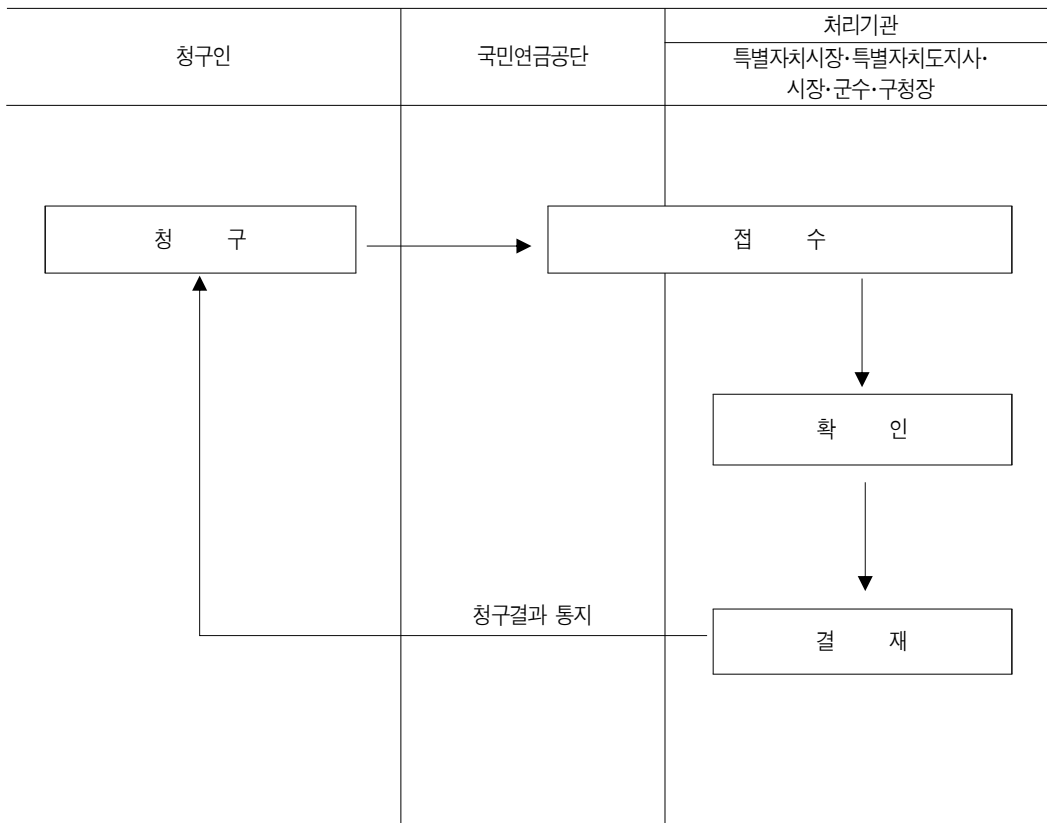 청구인
국민연금공단
처리기관
특별자치시장·특별자치도지사·
시장·군수·구청장
청 구
접 수
확 인
청구결과 통지
결 재